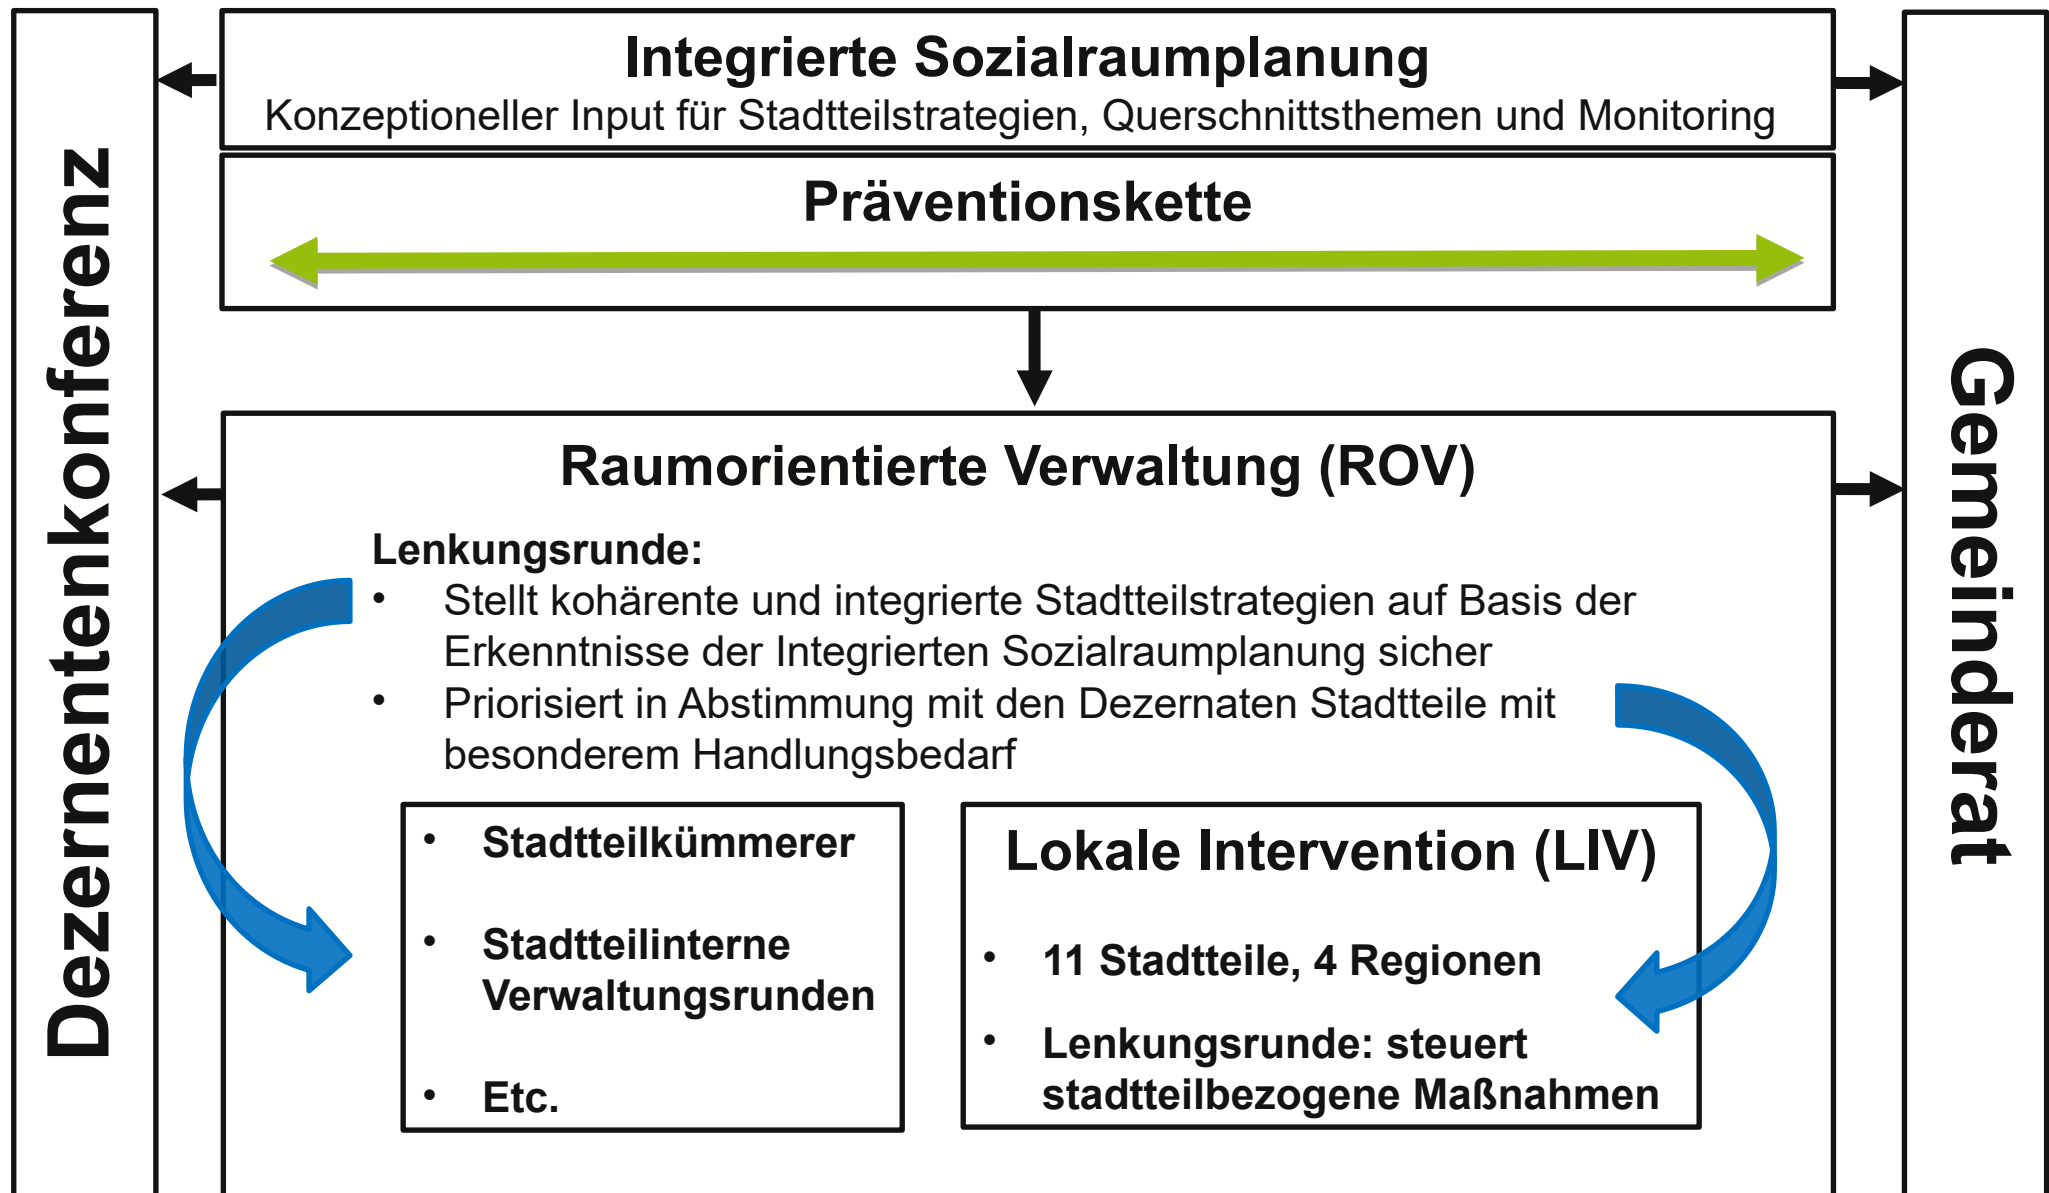 Dezernentenkonferenz
Integrierte Sozialraumplanung
Konzeptioneller Input für Stadtteilstrategien, Querschnittsthemen und Monitoring
Präventionskette
Raumorientierte Verwaltung (ROV)
Lenkungsrunde:
• Stellt kohärente und integrierte Stadtteilstrategien auf Basis der
Erkenntnisse der Integrierten Sozialraumplanung sicher
• Priorisiert in Abstimmung mit den Dezernaten Stadtteile mit
besonderem Handlungsbedarf
• Stadtteilkümmerer
• Stadtteilinterne
Verwaltungsrunden
• Etc.
Lokale Intervention (LIV)
• 11 Stadtteile, 4 Regionen
• Lenkungsrunde: steuert
stadtteilbezogene Maßnahmen
Gemeinderat